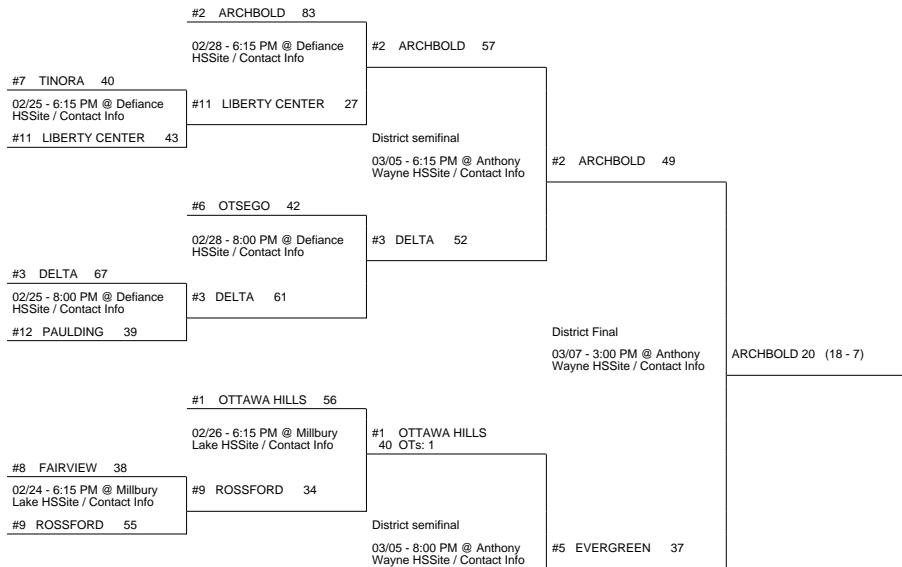 #2 ARCHBOLD 83
02/28 - 6:15 PM @ Defiance
HSSite / Contact Info
#2 ARCHBOLD 57
#7 TINORA 40
02/25 - 6:15 PM @ Defiance
HSSite / Contact Info
#11 LIBERTY CENTER 27
#11 LIBERTY CENTER 43
District semifinal
03/05 - 6:15 PM @ Anthony
Wayne HSSite / Contact Info
#2 ARCHBOLD 49
#6 OTSEGO 42
02/28 - 8:00 PM @ Defiance
HSSite / Contact Info
#3 DELTA 52
#3 DELTA 67
02/25 - 8:00 PM @ Defiance
HSSite / Contact Info
#3 DELTA 61
#12 PAULDING 39
District Final
03/07 - 3:00 PM @ Anthony
Wayne HSSite / Contact Info
ARCHBOLD 20 (18 - 7)
#1 OTTAWA HILLS 56
02/26 - 6:15 PM @ Millbury
Lake HSSite / Contact Info
#1 OTTAWA HILLS
40 OTs: 1
#8 FAIRVIEW 38
02/24 - 6:15 PM @ Millbury
Lake HSSite / Contact Info
#9 ROSSFORD 34
#9 ROSSFORD 55
District semifinal
03/05 - 8:00 PM @ Anthony
Wayne HSSite / Contact Info
#5 EVERGREEN 37